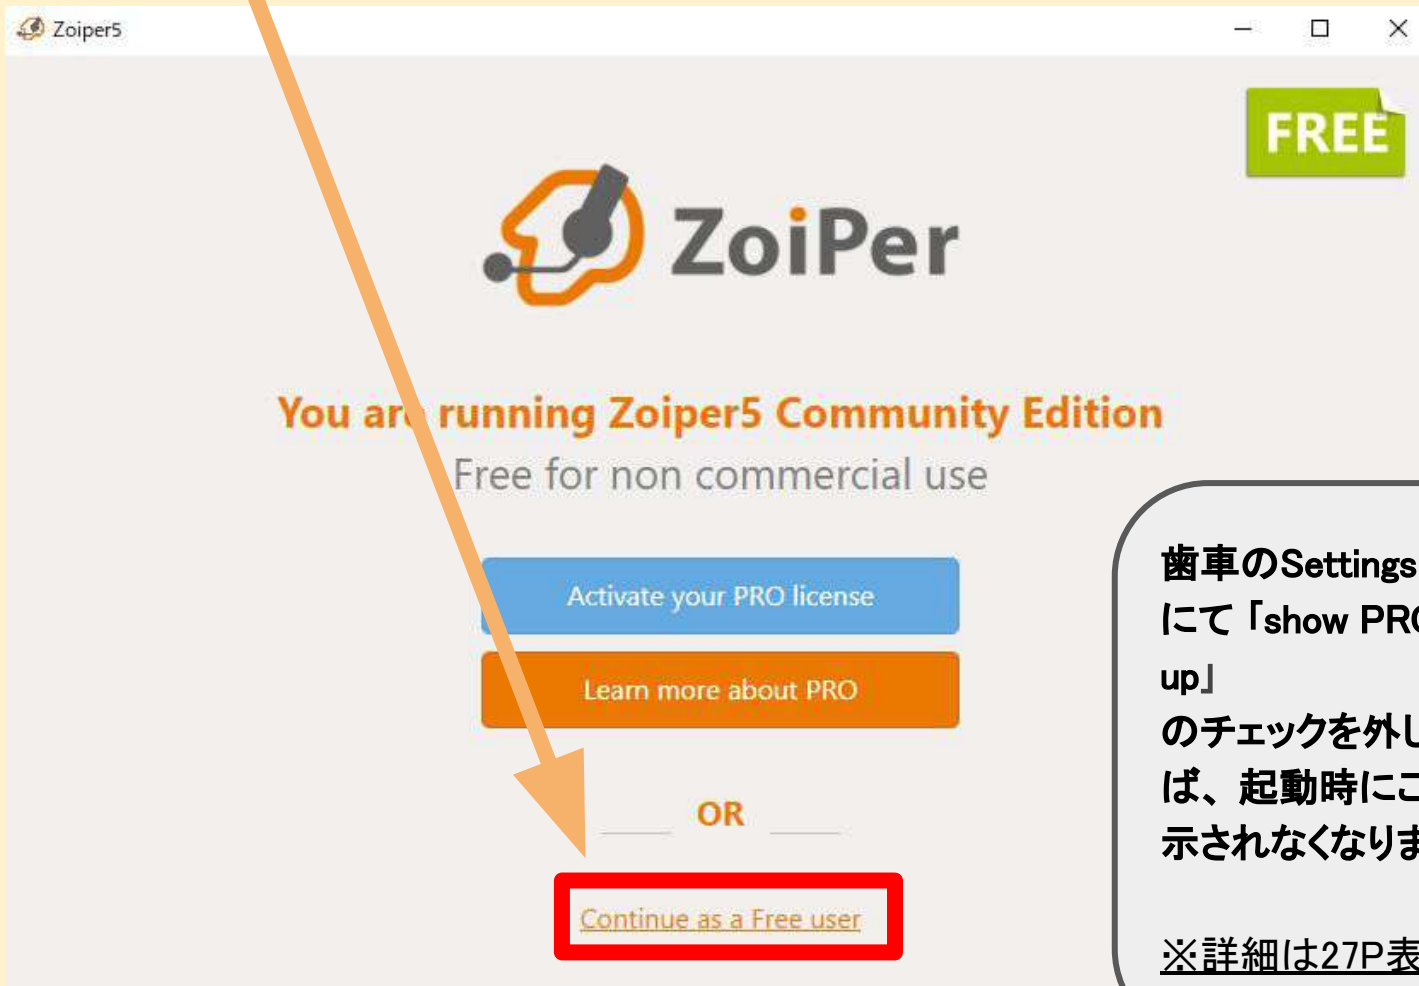 Zoiper5
FREE
ZoiPer
You are running Zoiper5 Community Edition
Free for non commercial use
Activate your PRO license
Learn more about PRO
OR
Continue as a Free user
歯車のSettings
にて「show PRO
up」
のチェックを外し
ば、起動時にこ
示されなくなりま
※詳細は27P表